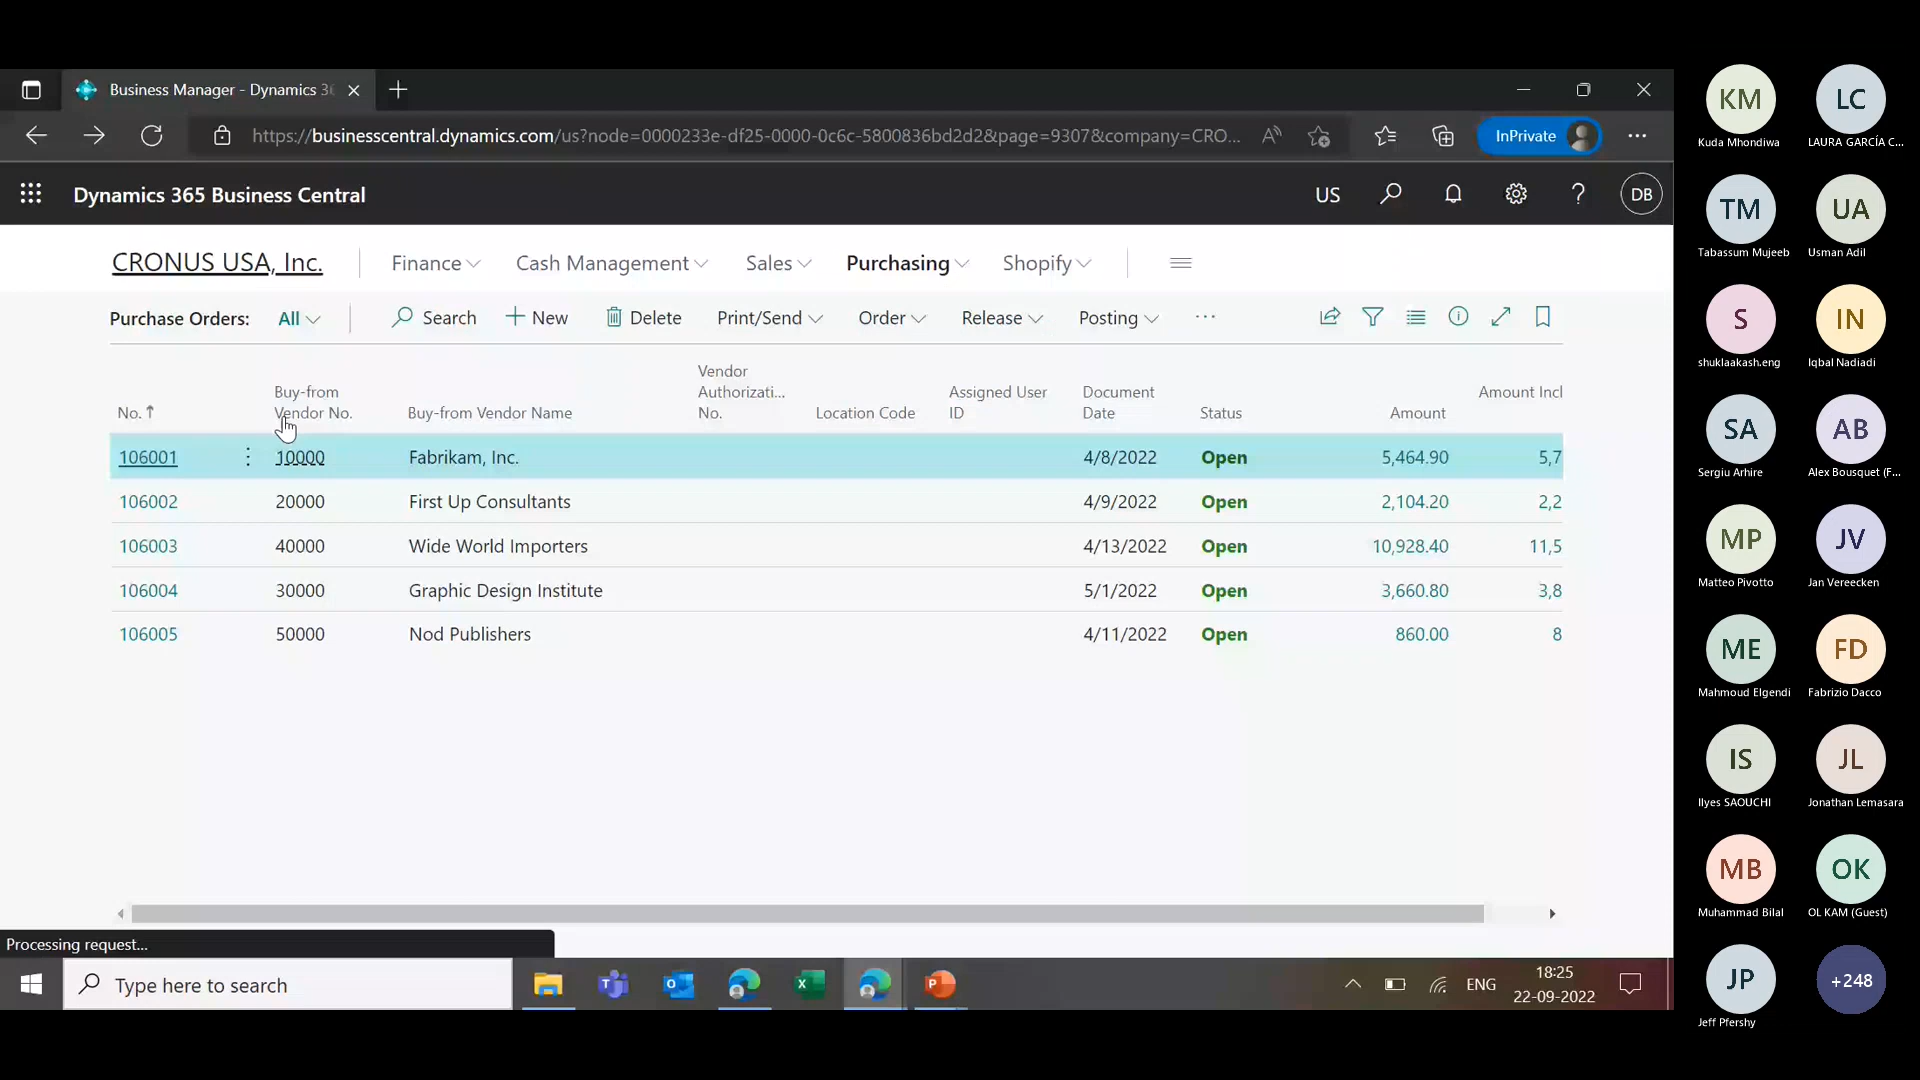 Business Manager - Dynamics 36
https://businesscentral.dynamics.com/us?node=0000233e-df25-0000-0c6c-5800836bd2d2&page=9307&company=CRO...
InPrivate
Dynamics 365 Business Central
US
?
DB
CRONUS USA, Inc.
Finance
Cash Management
Sales
Purchasing
Shopify
Purchase Orders:
All
Search
New
Delete
Print/Send
Order
Release
Posting
...
No. ↑
Buy-from
Vendor No.
Buy-from Vendor Name
Vendor
Authorizati...
No.
Location Code
Assigned User
ID
Document
Date
Status
Amount
Amount Incl
106001 10000 Fabrikam, Inc. 4/8/2022 Open 5,464.90 5,7
106002 20000 First Up Consultants 4/9/2022 Open 2,104.20 2,2
106003 40000 Wide World Importers 4/13/2022 Open 10,928.40 11,5
106004 30000 Graphic Design Institute 5/1/2022 Open 3,660.80 3,8
106005 50000 Nod Publishers 4/11/2022 Open 860.00 8
Processing request...
Type here to search
ENG
18:25
22-09-2022
KM
Kuda Mhondiwa
LC
LAURA GARCÍA C...
TM
Tabassum Mujeeb
UA
Usman Adil
S
shuklaakash.eng
IN
Iqbal Nadiadi
SA
Sergiu Arhire
AB
Alex Bousquet (F...
MP
Matteo Pivotto
JV
Jan Vereecken
ME
Mahmoud Elgendi
FD
Fabrizio Dacco
IS
Ilyes SAOUCHI
JL
Jonathan Lemasara
MB
Muhammad Bilal
OK
OL KAM (Guest)
JP
Jeff Pfershy
+248